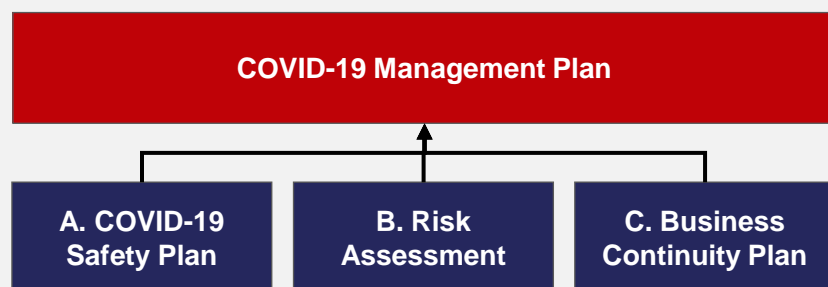 COVID-19 Management Plan
A. COVID-19
Safety Plan
B. Risk
Assessment
C. Business
Continuity Plan